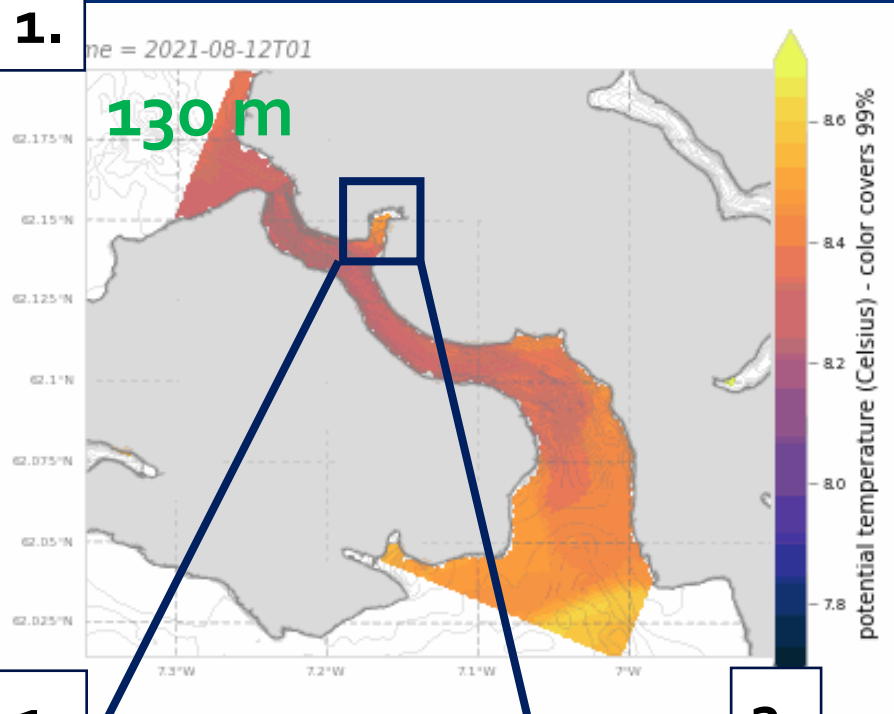 1.
me = 2021-08-12T01
130 m
62.175°N
62.15°N
62.125°N
62.1°N
62.075°N
62.05°N
62.025°N
7.3°W
7.2°W
7.1°W
7°W
8.6
8.4
8.2
8.0
7.8
potential temperature (Celsius) - color covers 99%